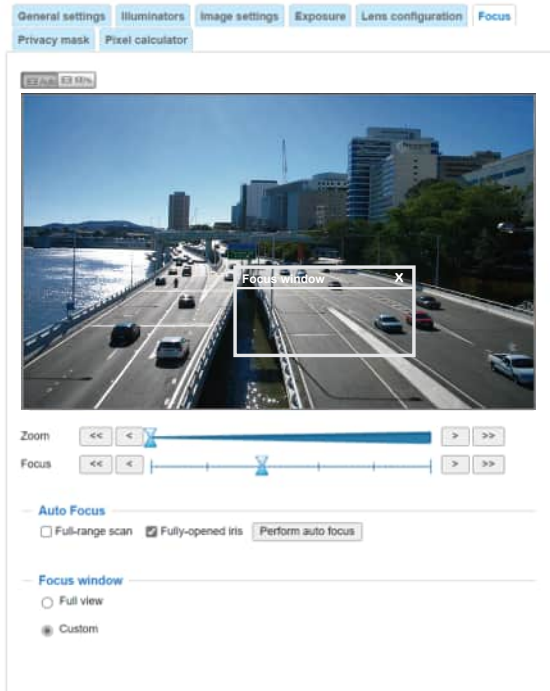 General settings Illuminators Image settings Exposure Lens configuration Focus
Privacy mask Pixel calculator
Auto
Focus window X
Zoom << < > >>
Focus << < > >>
Auto Focus
Full-range scan Fully-opened iris Perform auto focus
Focus window
Full view
Custom